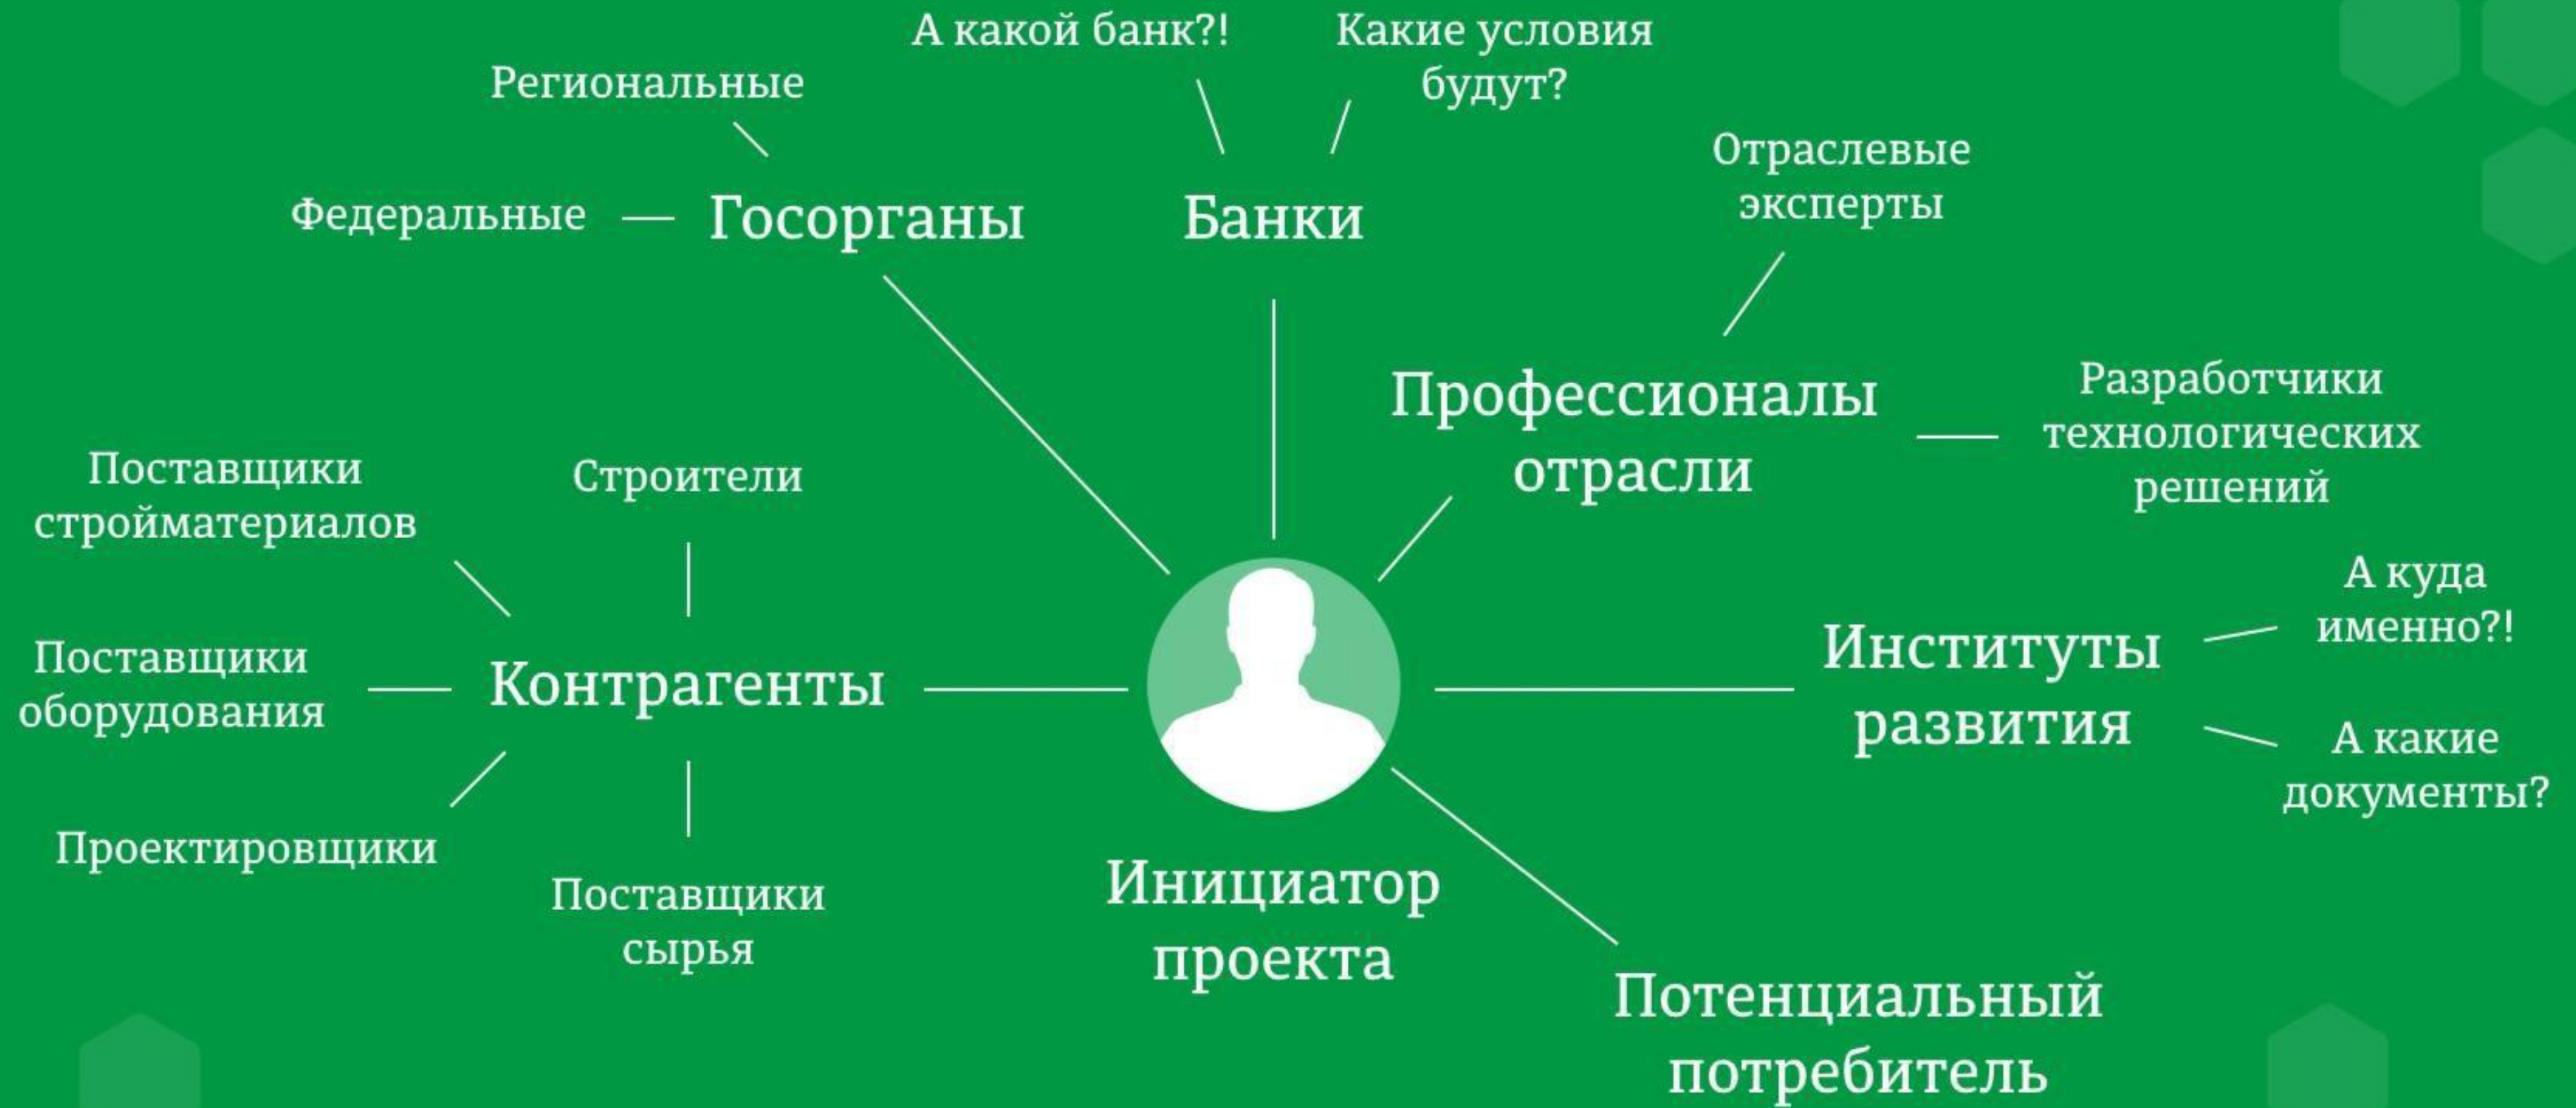 А какой банк?!
Какие условия
будут?
Региональные
Федеральные
Госорганы
Банки
Отраслевые
эксперты
Профессионалы
отрасли
Разработчики
технологических
решений
Поставщики
стройматериалов
Строители
Поставщики
оборудования
Контрагенты
Проектировщики
Поставщики
сырья
Институты
развития
А куда
именно?!
А какие
документы?
Инициатор
проекта
Потенциальный
потребитель